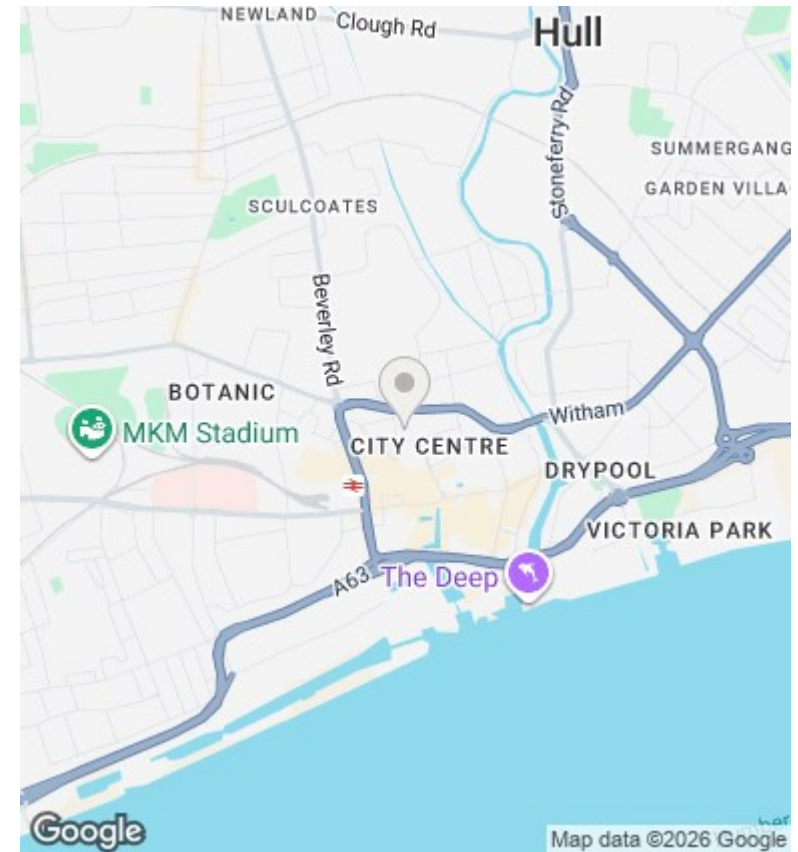 NEWLAND
Clough Rd
Hull
Stoneferry Rd
SUMMERGANG
GARDEN VILLA
SCULCOATES
Beverley Rd
BOTANIC
Witham
MKM Stadium
CITY CENTRE
DRYPOOL
VICTORIA PARK
The Deep
A63
Google
Map data ©2026 Google